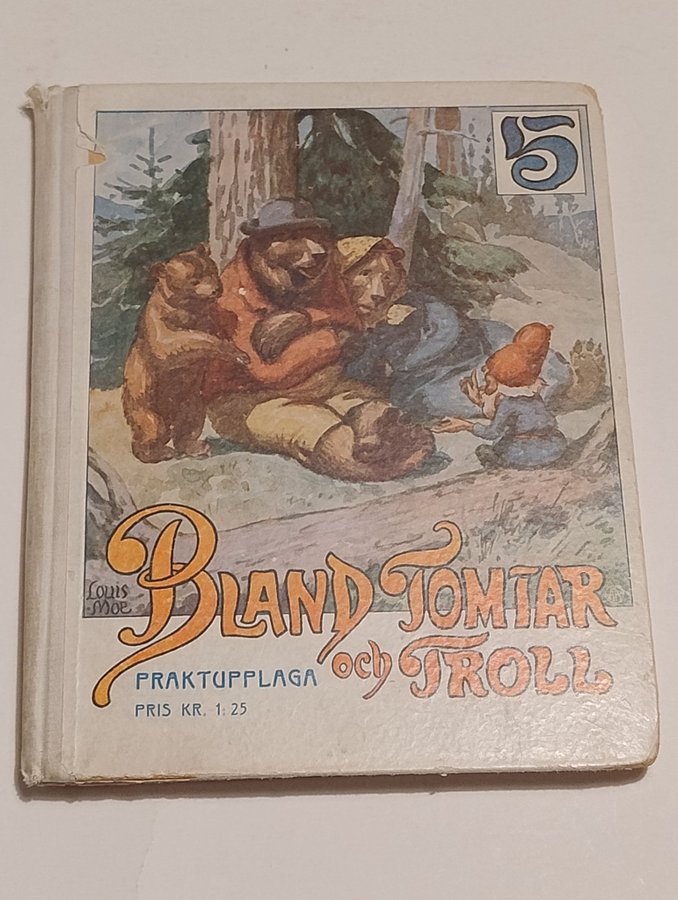 5
Louis
Moe
BLAND TOMTAR
och TROLL
PRAKTUPPLAGA
PRIS KR. 1:25